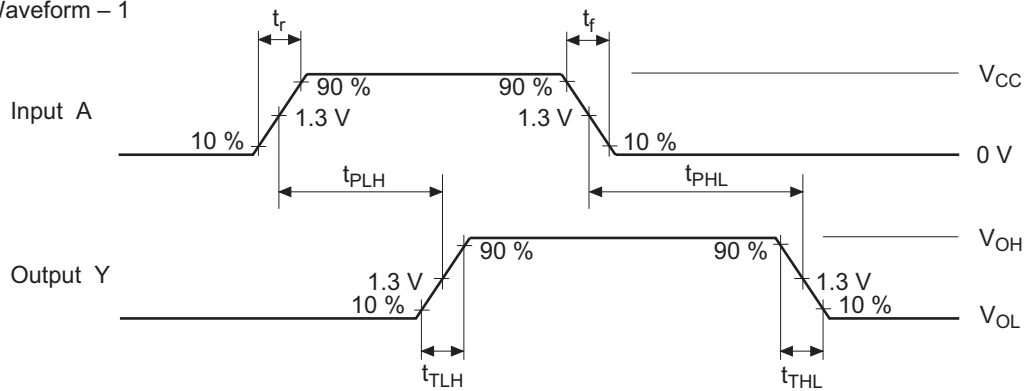 Waveform – 1
tr
tf
VCC
90 %
90 %
Input A
1.3 V
1.3 V
10 %
10 %
0 V
tPLH
tPHL
VOH
90 %
90 %
Output Y
1.3 V
1.3 V
10 %
10 %
VOL
tTLH
tTHL